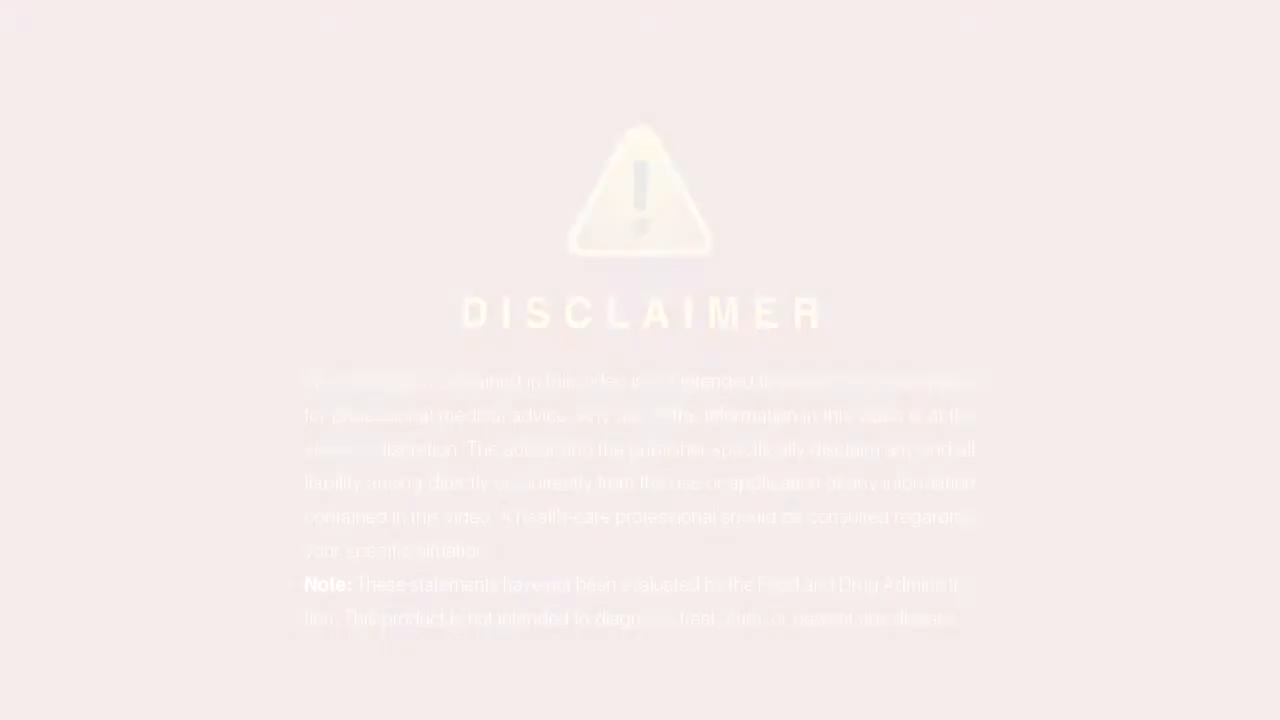 DISCLAIMER
contained in this video is not intended to
for professional medical advice. Any use of the information in this video is at the
discretion. The author and the publisher specifically disclaim any and all
liability arising directly or indirectly from the use or application of any information
contained in this video. A health-care professional should be consulted regarding
your specific situation.
Note: These statements have not been evaluated by the Food and Drug Administra-
tion. This product is not intended to diagnose, treat, cure, or prevent any disease.